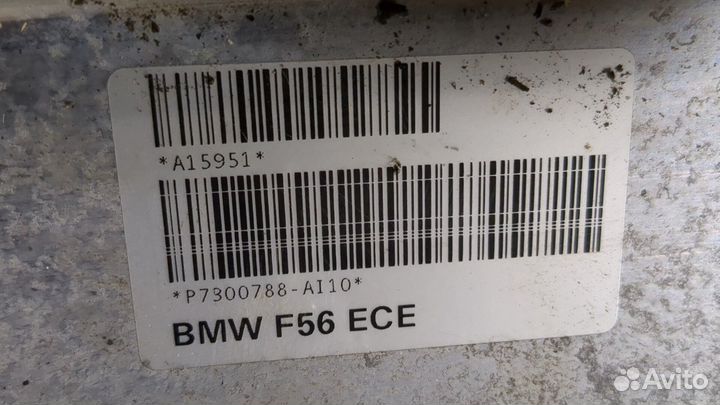 *A15951*
*P7300788-AI10*
BMW F56 ECE
Avito